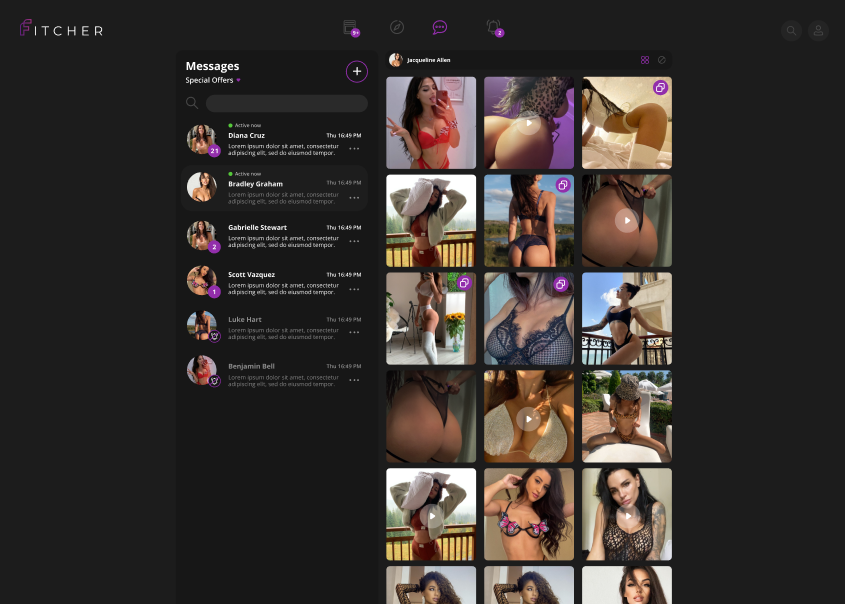 FITCHER
9+
2
Messages
Special Offers
Jacqueline Allen
Active now
Diana Cruz
Thu 16:49 PM
Lorem ipsum dolor sit amet, consectetur
adipiscing elit, sed do eiusmod tempor.
21
Active now
Bradley Graham
Thu 16:49 PM
Lorem ipsum dolor sit amet, consectetur
adipiscing elit, sed do eiusmod tempor.
Gabrielle Stewart
Thu 16:49 PM
Lorem ipsum dolor sit amet, consectetur
adipiscing elit, sed do eiusmod tempor.
2
Scott Vazquez
Thu 16:49 PM
Lorem ipsum dolor sit amet, consectetur
adipiscing elit, sed do eiusmod tempor.
1
Luke Hart
Thu 16:49 PM
Lorem ipsum dolor sit amet, consectetur
adipiscing elit, sed do eiusmod tempor.
Benjamin Bell
Thu 16:49 PM
Lorem ipsum dolor sit amet, consectetur
adipiscing elit, sed do eiusmod tempor.